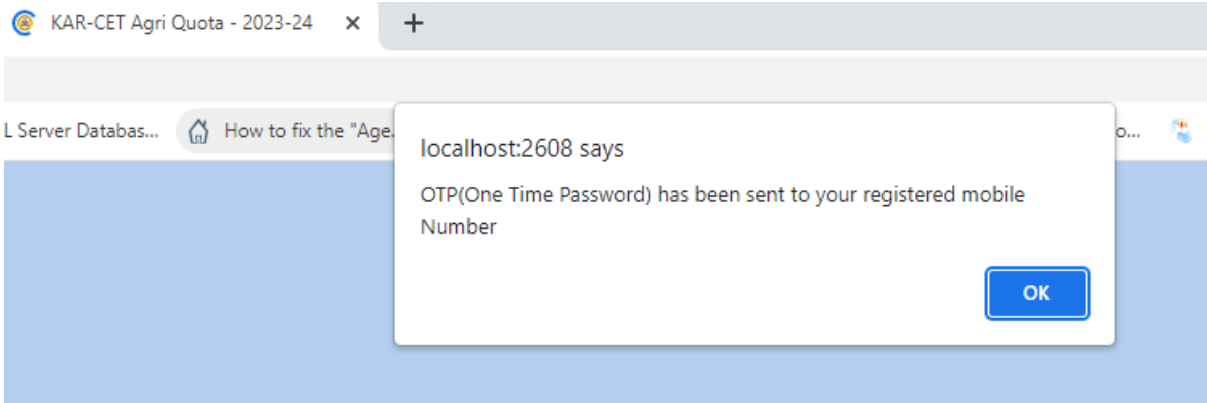 KAR-CET Agri Quota - 2023-24
L Server Databas... How to fix the "Age. o...
localhost:2608 says
OTP(One Time Password) has been sent to your registered mobile
Number
OK